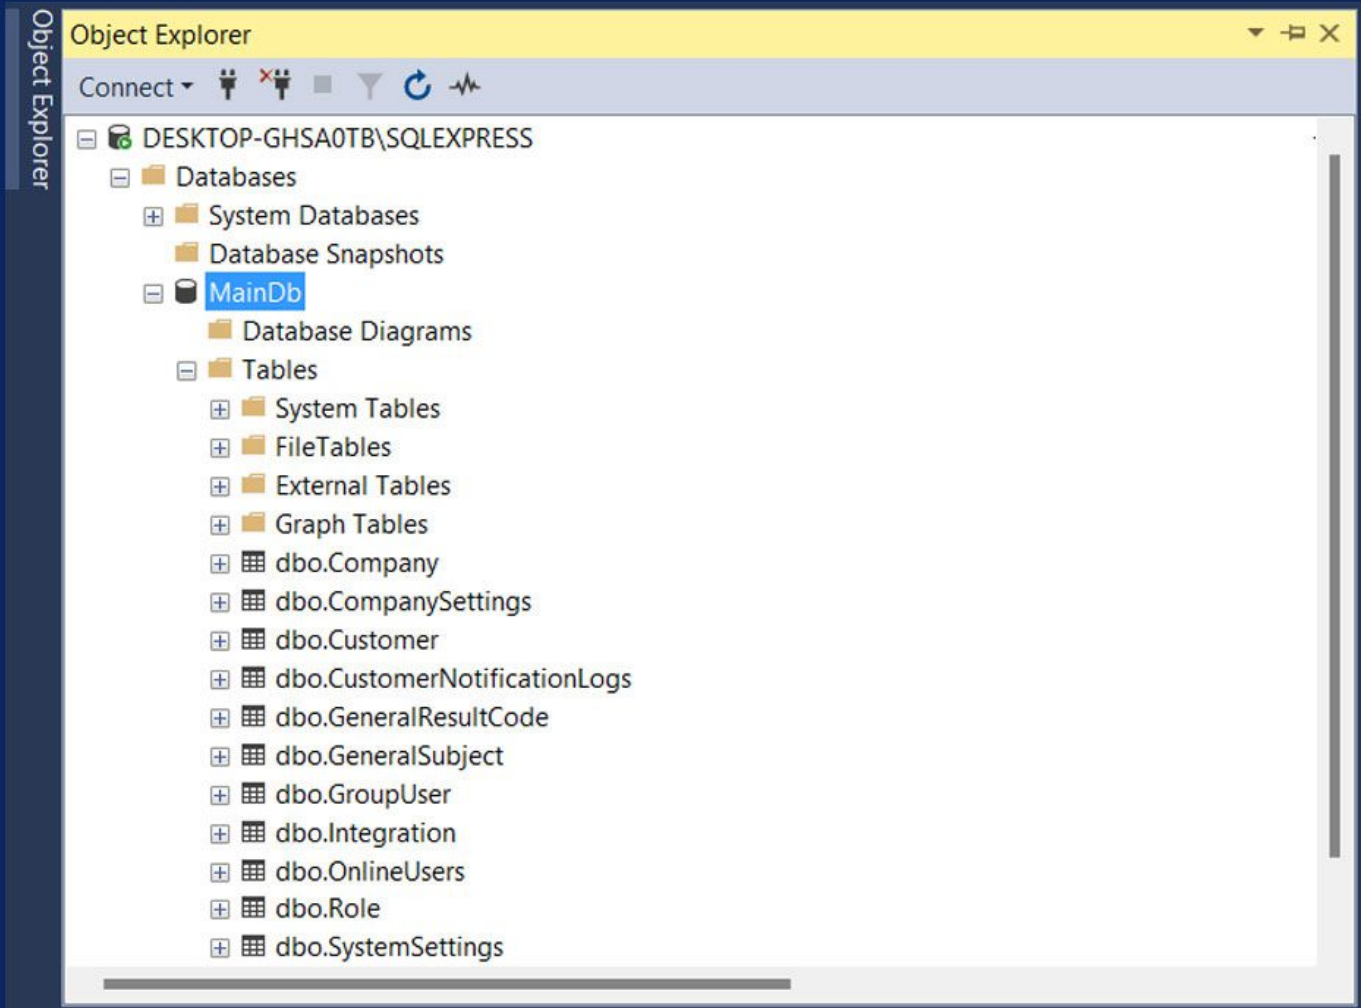 Object Explorer
Object Explorer
Connect
DESKTOP-GHSA0TB\SQLEXPRESS
Databases
System Databases
Database Snapshots
MainDb
Database Diagrams
Tables
System Tables
FileTables
External Tables
Graph Tables
dbo.Company
dbo.CompanySettings
dbo.Customer
dbo.CustomerNotificationLogs
dbo.GeneralResultCode
dbo.GeneralSubject
dbo.GroupUser
dbo.Integration
dbo.OnlineUsers
dbo.Role
dbo.SystemSettings